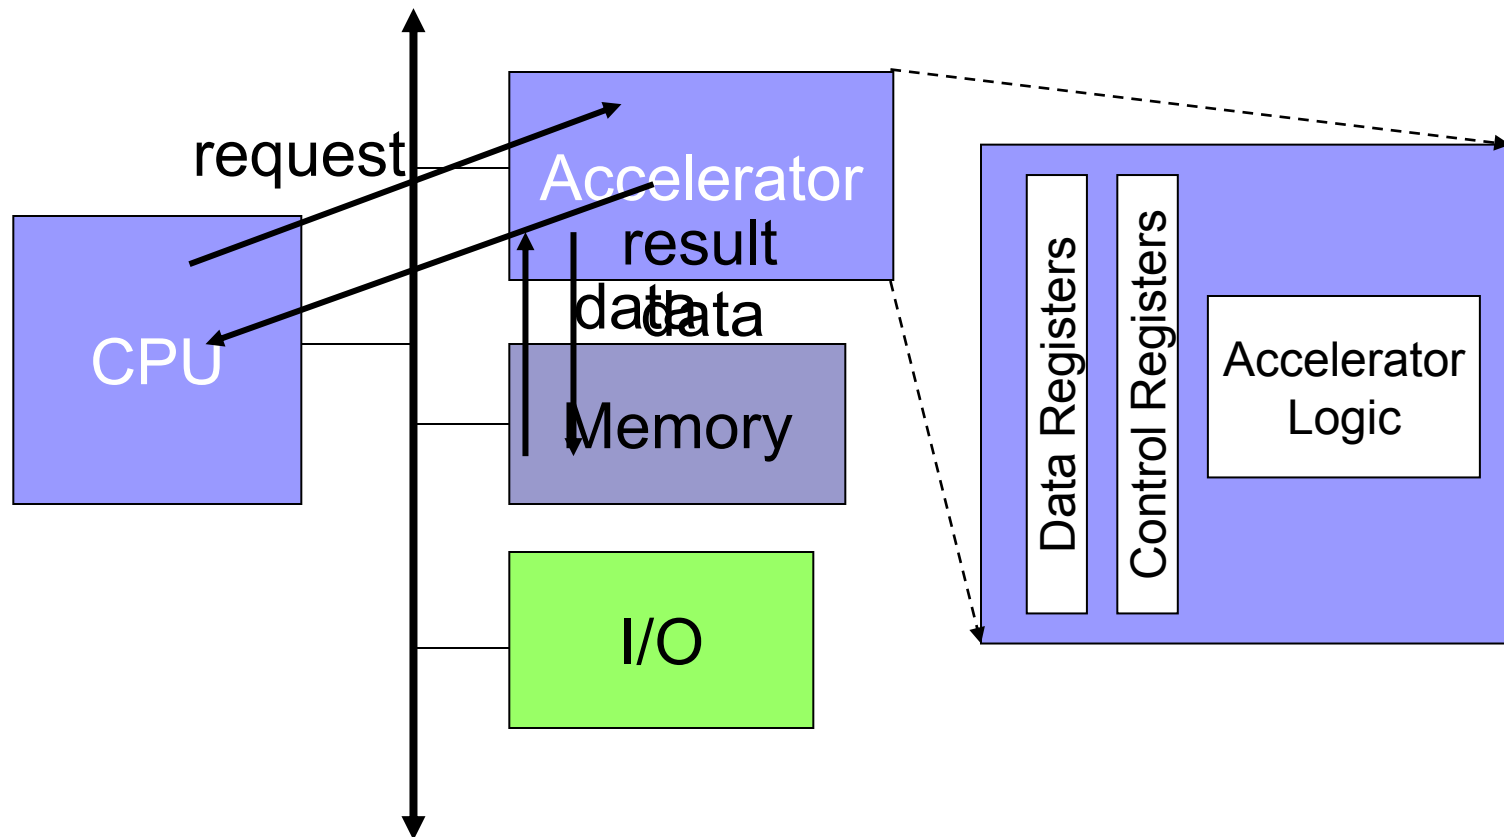 request
Accelerator
result
data
data
CPU
Memory
I/O
Data Registers
Control Registers
Accelerator
Logic